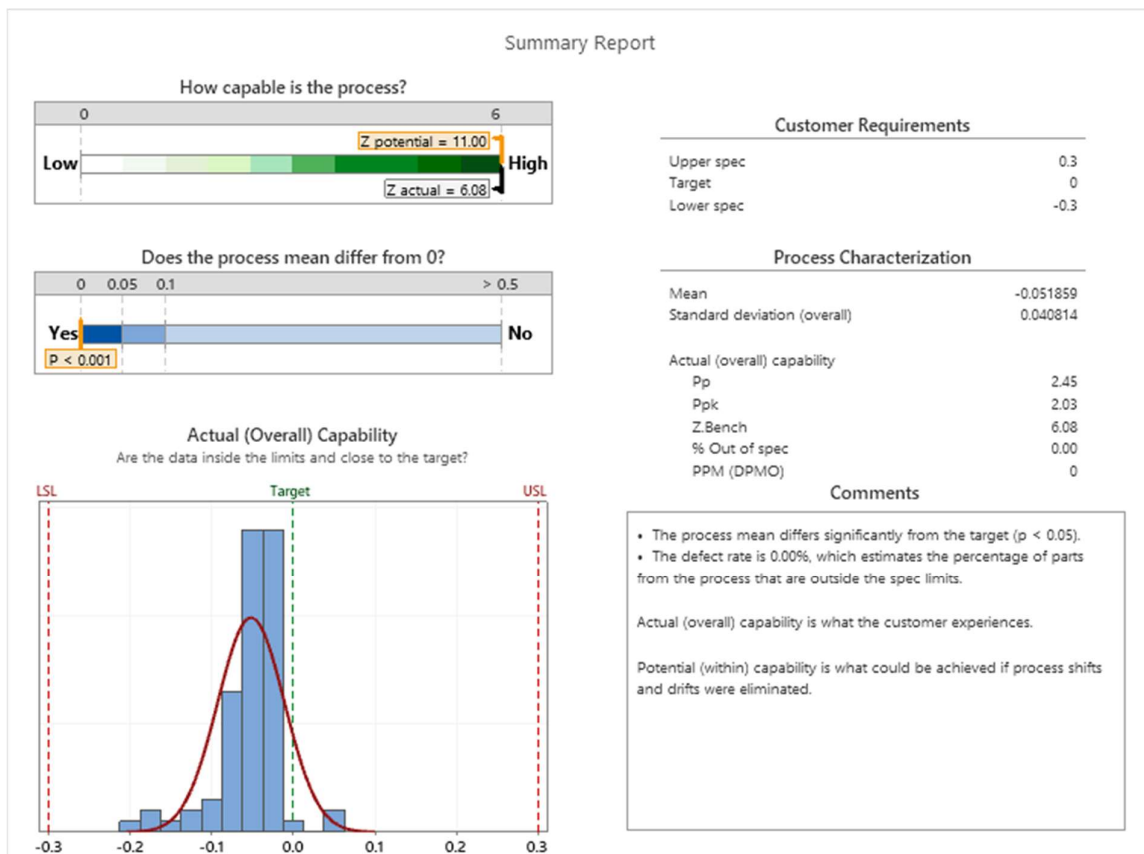 Summary Report
How capable is the process?
0 6
Z potential = 11.00
Low High
Z actual = 6.08
Does the process mean differ from 0?
0 0.05 0.1 > 0.5
Yes No
P < 0.001
Actual (Overall) Capability
Are the data inside the limits and close to the target?
LSL Target USL
-0.3 -0.2 -0.1 0.0 0.1 0.2 0.3
Customer Requirements
Upper spec 0.3
Target 0
Lower spec -0.3
Process Characterization
Mean -0.051859
Standard deviation (overall) 0.040814
Actual (overall) capability
Pp 2.45
Ppk 2.03
Z.Bench 6.08
% Out of spec 0.00
PPM (DPMO) 0
Comments
• The process mean differs significantly from the target (p < 0.05).
• The defect rate is 0.00%, which estimates the percentage of parts
from the process that are outside the spec limits.
Actual (overall) capability is what the customer experiences.
Potential (within) capability is what could be achieved if process shifts
and drifts were eliminated.